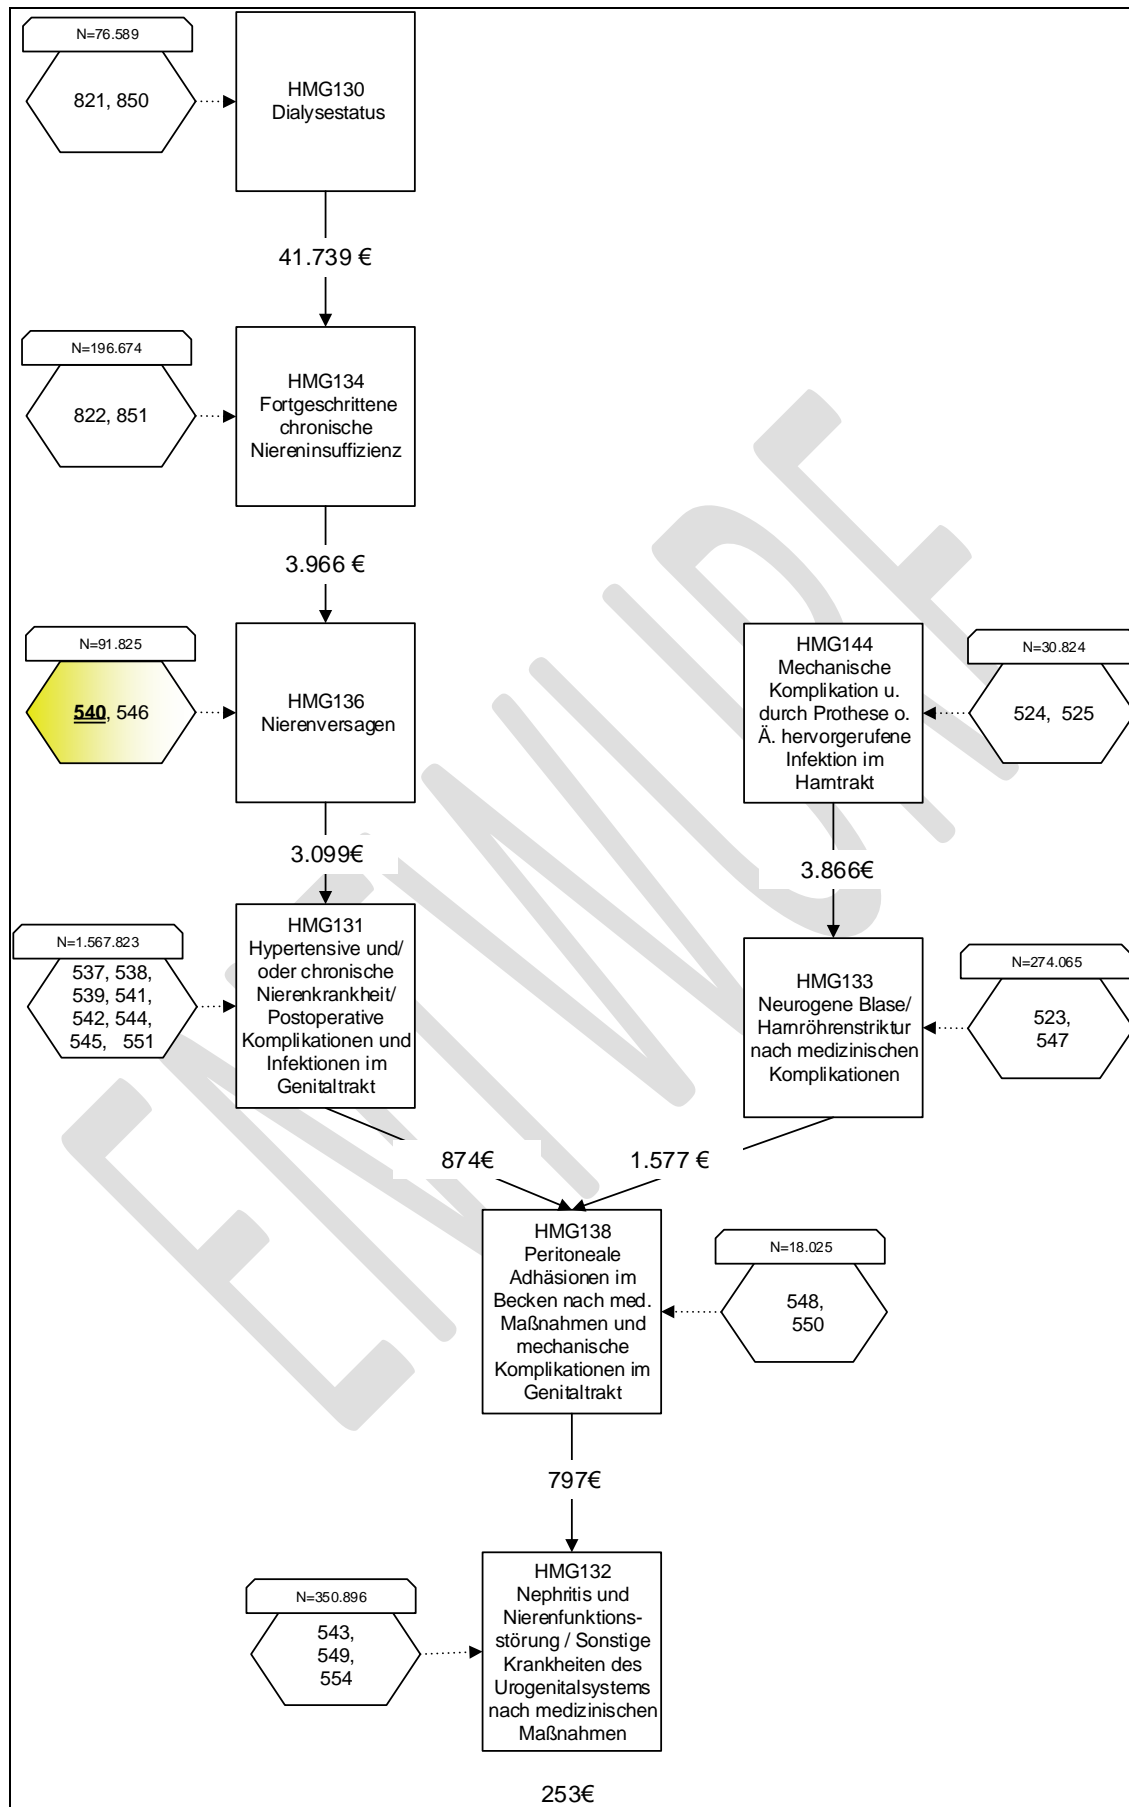 N=76.589
821, 850
HMG130
Dialysestatus
41.739 €
N=196.674
822, 851
HMG134
Fortgeschrittene
chronische
Niereninsuffizienz
3.966 €
N=91.825
540, 546
HMG136
Nierenversagen
HMG144
Mechanische
Komplikation u.
durch Prothese o.
Ä. hervorgerufene
Infektion im
Harntrakt
N=30.824
524, 525
3.099€
3.866€
N=1.567.823
537, 538,
539, 541,
542, 544,
545, 551
HMG131
Hypertensive und/
oder chronische
Nierenkrankheit/
Postoperative
Komplikationen und
Infektionen im
Genitaltrakt
HMG133
Neurogene Blase/
Harnröhrenstriktur
nach medizinischen
Komplikationen
N=274.065
523,
547
874€
1.577 €
HMG138
Peritoneale
Adhäsionen im
Becken nach med.
Maßnahmen und
mechanische
Komplikationen im
Genitaltrakt
N=18.025
548,
550
797€
N=350.896
543,
549,
554
HMG132
Nephritis und
Nierenfunktions-
störung / Sonstige
Krankheiten des
Urogenitalsystems
nach medizinischen
Maßnahmen
253€
ENTWURF